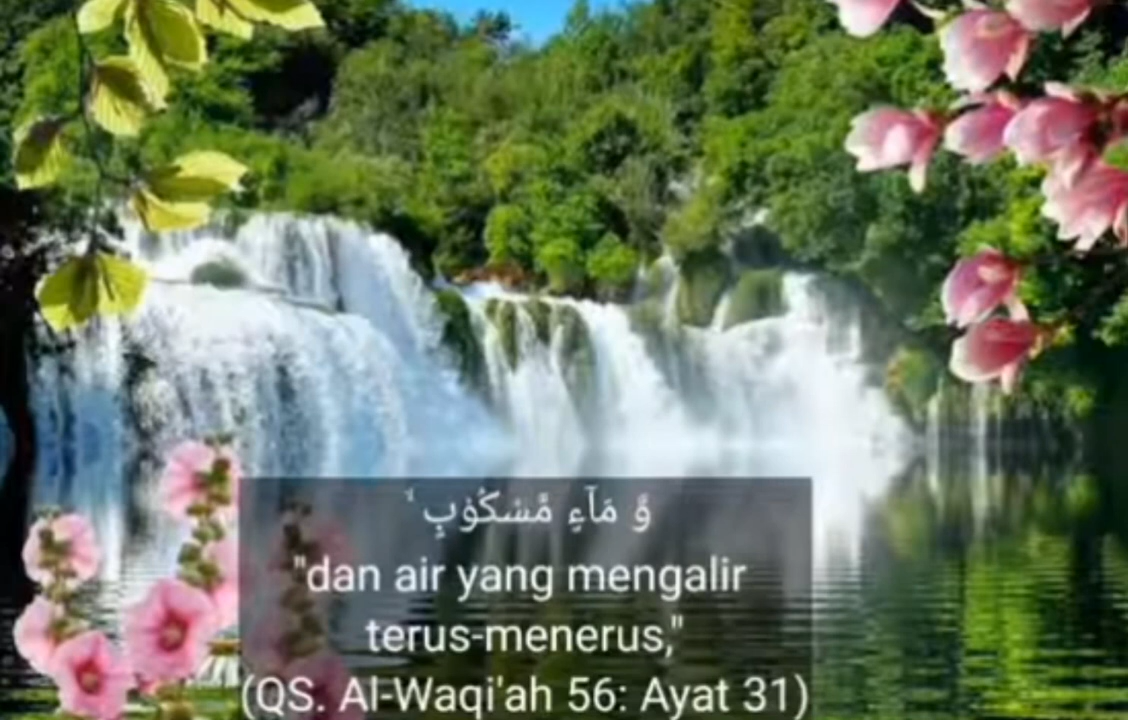 وَّ مَآءٍ مَّسْكُوْبٍ ۙ
"dan air yang mengalir
terus-menerus,"
(QS. Al-Waqi'ah 56: Ayat 31)